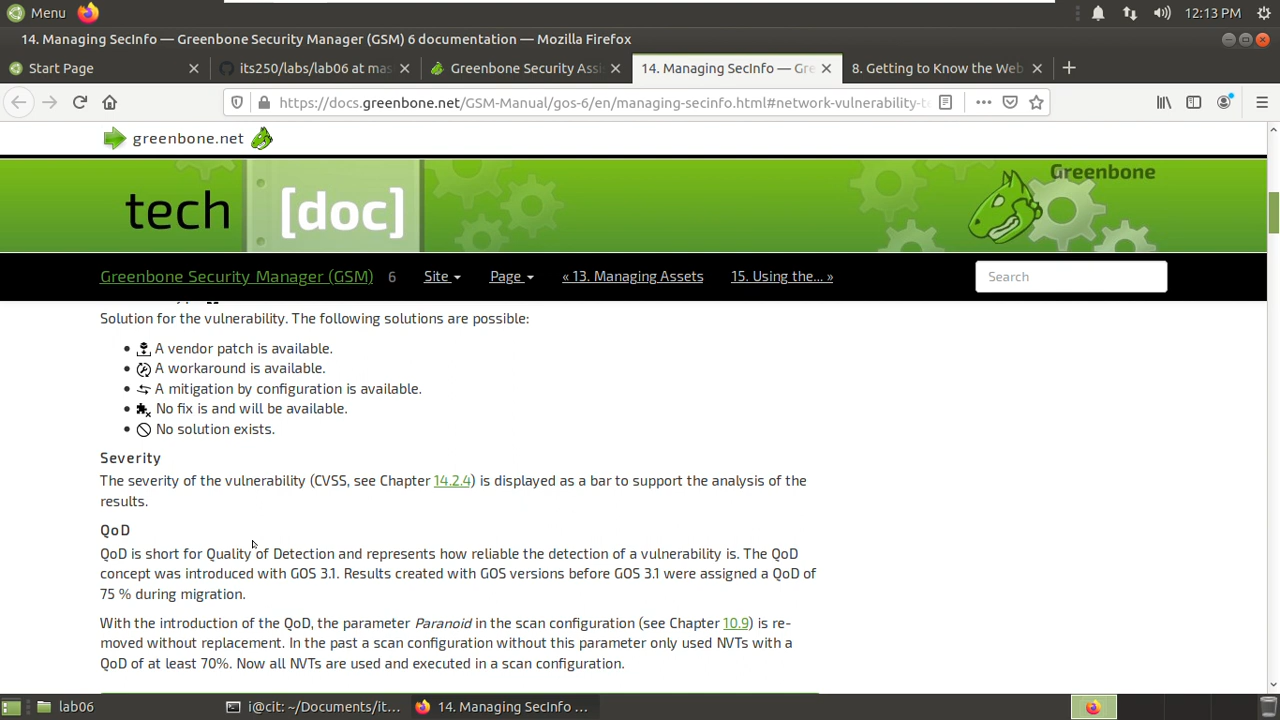 Menu
12:13 PM
14. Managing SecInfo — Greenbone Security Manager (GSM) 6 documentation — Mozilla Firefox
Start Page
its250/labs/lab06 at mas
Greenbone Security Assi
14. Managing SecInfo — Gre
8. Getting to Know the Web
https://docs.greenbone.net/GSM-Manual/gos-6/en/managing-secinfo.html#network-vulnerability-te
greenbone.net
tech [doc]
Greenbone
Greenbone Security Manager (GSM) 6 Site Page « 13. Managing Assets 15. Using the... » Search
Solution for the vulnerability. The following solutions are possible:
• A vendor patch is available.
• A workaround is available.
• A mitigation by configuration is available.
• No fix is and will be available.
• No solution exists.
Severity
The severity of the vulnerability (CVSS, see Chapter 14.2.4) is displayed as a bar to support the analysis of the
results.
QoD
QoD is short for Quality of Detection and represents how reliable the detection of a vulnerability is. The QoD
concept was introduced with GOS 3.1. Results created with GOS versions before GOS 3.1 were assigned a QoD of
75 % during migration.
With the introduction of the QoD, the parameter Paranoid in the scan configuration (see Chapter 10.9) is re-
moved without replacement. In the past a scan configuration without this parameter only used NVTs with a
QoD of at least 70%. Now all NVTs are used and executed in a scan configuration.
lab06
i@cit: ~/Documents/it...
14. Managing SecInfo ...